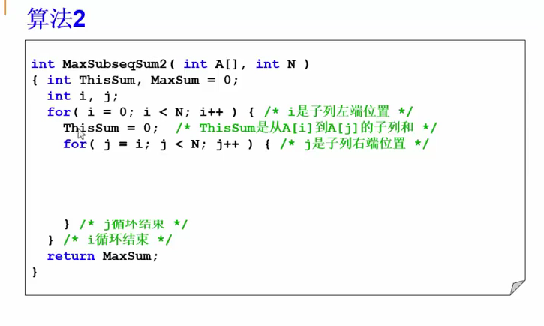 算法2
int MaxSubseqSum2( int A[], int N )
{ int ThisSum, MaxSum = 0;
int i, j;
for( i = 0; i < N; i++ ) { /* i是子列左端位置 */
ThisSum = 0; /* ThisSum是从A[i]到A[j]的子列和 */
for( j = i; j < N; j++ ) { /* j是子列右端位置 */
} /* j循环结束 */
} /* i循环结束 */
return MaxSum;
}